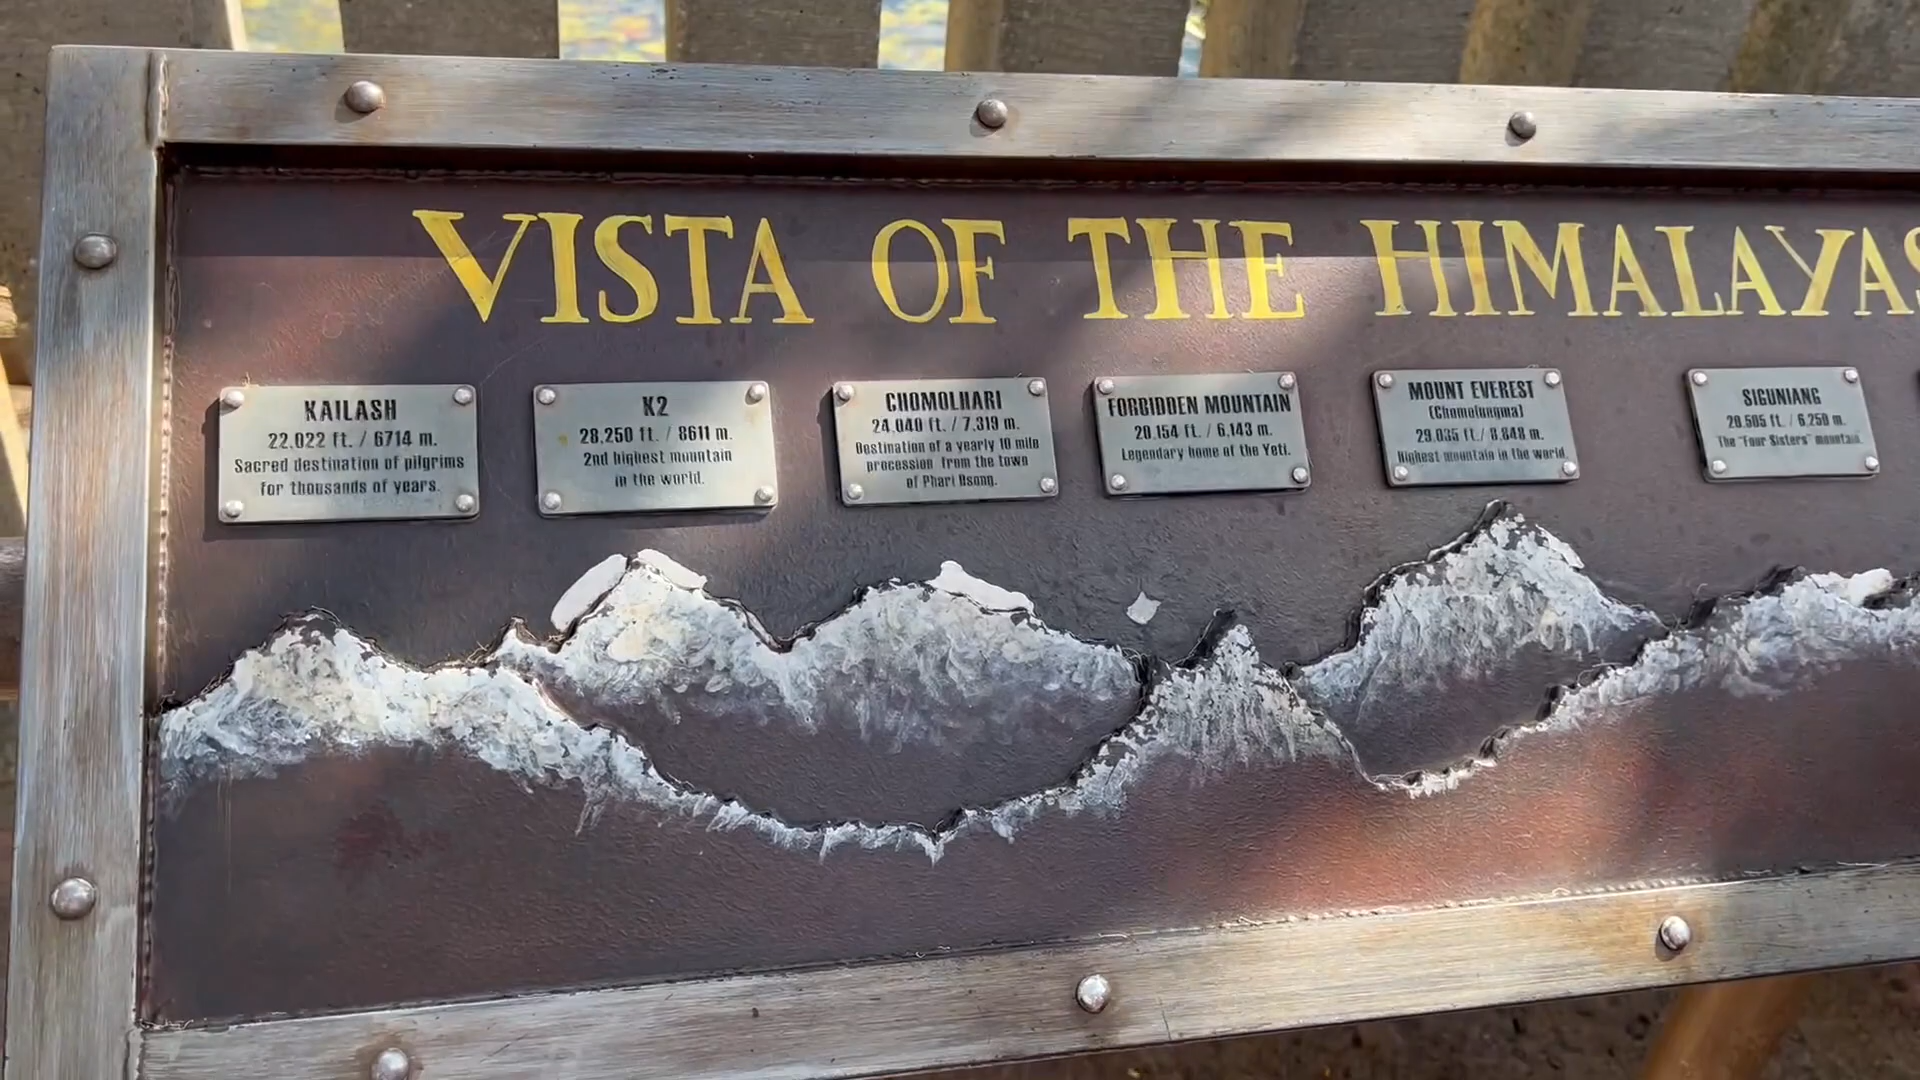 VISTA OF THE HIMALAYAS
KAILASH
22,022 ft. / 6714 m.
Sacred destination of pilgrims
for thousands of years.
K2
28,250 ft. / 8611 m.
2nd highest mountain
in the world.
CHOMOLHARI
24,040 ft. / 7,319 m.
Destination of a yearly 10 mile
procession from the town
of Phari Dsong.
FORBIDDEN MOUNTAIN
20,154 ft. / 6,143 m.
Legendary home of the Yeti.
MOUNT EVEREST
(Chomolungma)
29,035 ft./ 8,848 m.
Highest mountain in the world.
SIGUNIANG
20,505 ft. / 6,250 m.
The "Four Sisters" mountain.